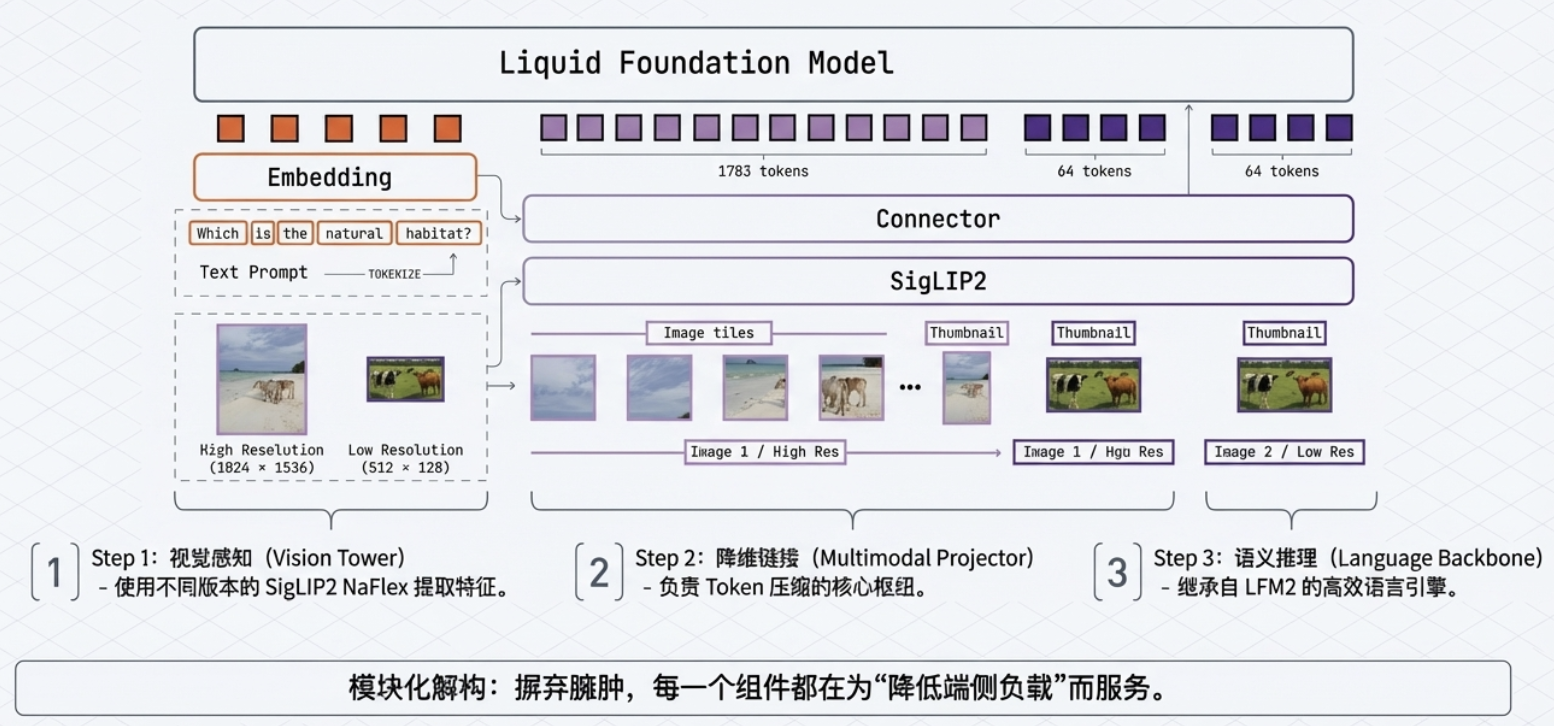 Liquid Foundation Model
1783 tokens
64 tokens
64 tokens
Embedding
Connector
Which is the natural habitat?
Text Prompt
TOKEKIZE
SigLIP2
Image tiles
Thumbnail
Thumbnail
Thumbnail
...
High Reselution
(1824 × 1536)
Low Resolution
(512 × 128)
Image 1 / High Res
Image 1 / Hgu Res
Image 2 / Low Res
1
Step 1：视觉感知（Vision Tower）
- 使用不同版本的 SigLIP2 NaFlex 提取特征。
2
Step 2：降维链接（Multimodal Projector）
- 负责 Token 压缩的核心枢纽。
3
Step 3：语义推理（Language Backbone）
- 继承自 LFM2 的高效语言引擎。
模块化解构：摒弃臃肿，每一个组件都在为“降低端侧负载”而服务。